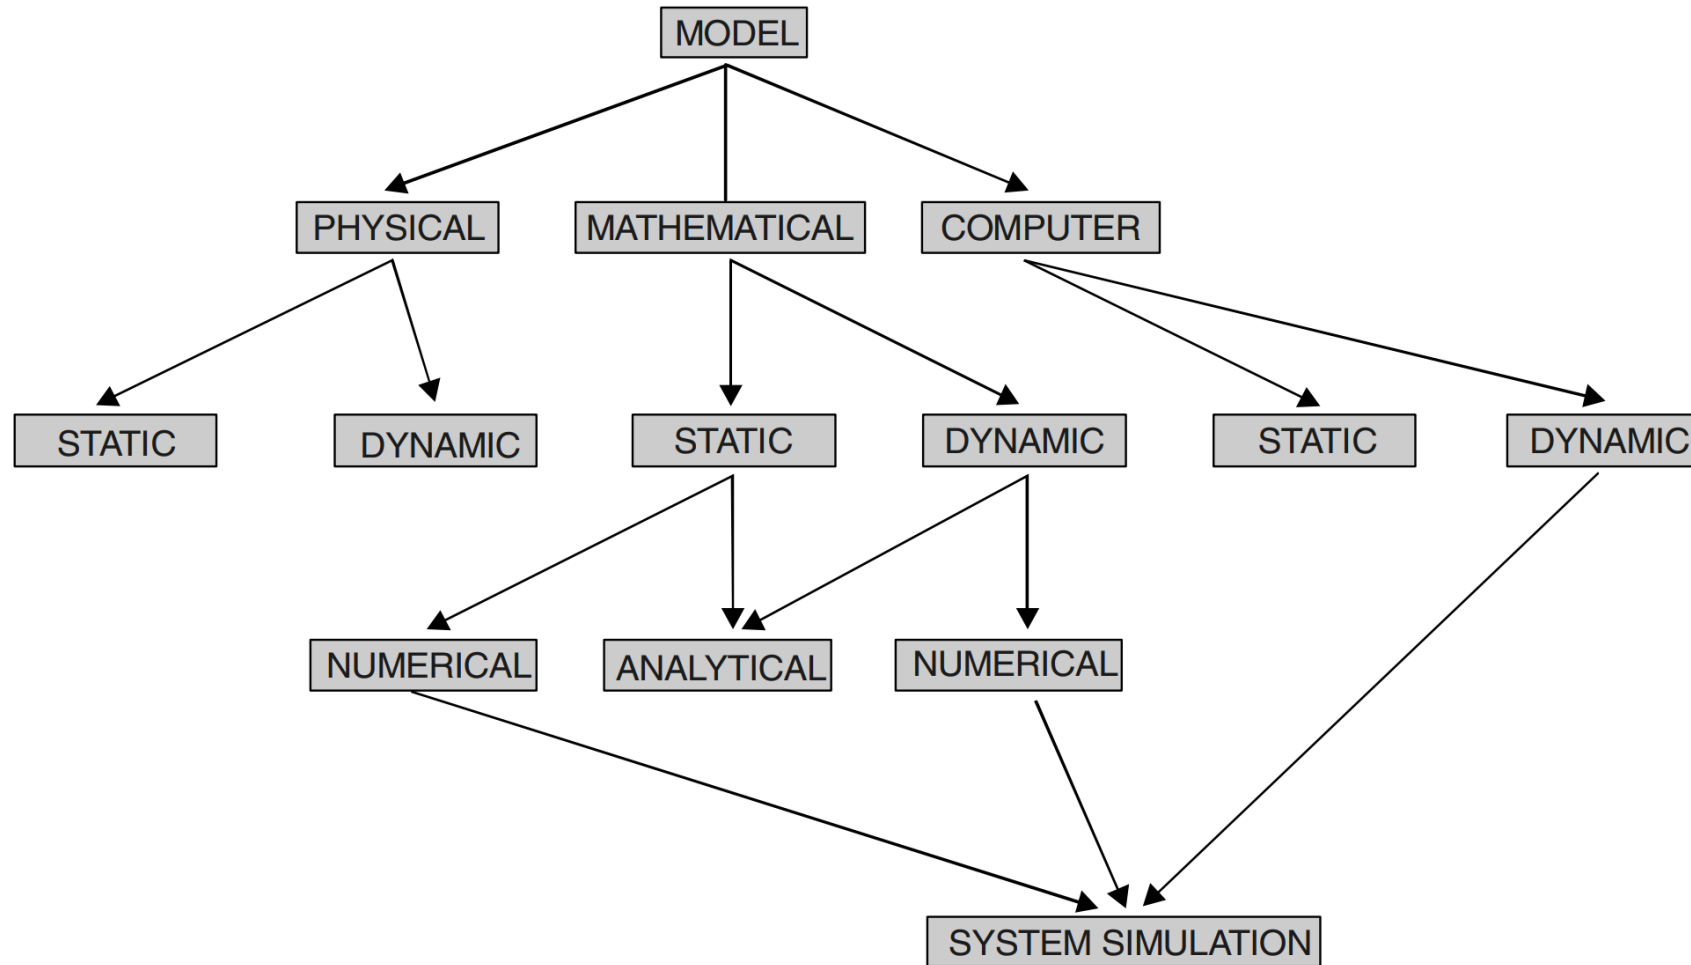 MODEL
PHYSICAL
MATHEMATICAL
COMPUTER
STATIC
DYNAMIC
STATIC
DYNAMIC
STATIC
DYNAMIC
NUMERICAL
ANALYTICAL
NUMERICAL
SYSTEM SIMULATION